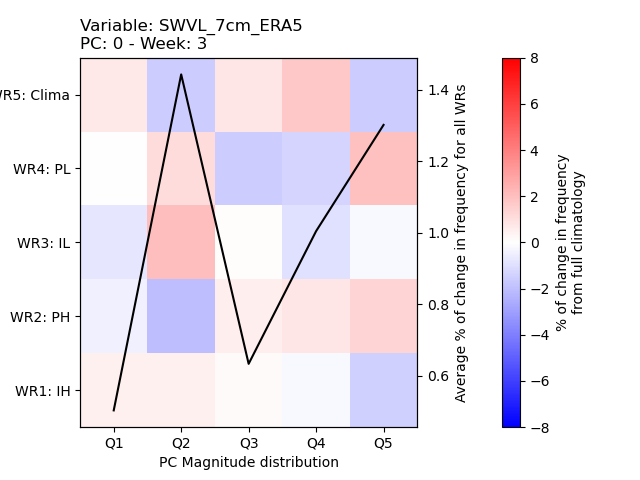 Variable: SWVL_7cm_ERA5
PC: 0 - Week: 3
WR5: Clima
WR4: PL
WR3: IL
WR2: PH
WR1: IH
Q1 Q2 Q3 Q4 Q5
PC Magnitude distribution
1.4
1.2
1.0
0.8
0.6
Average % of change in frequency for all WRs
8
6
4
2
0
−2
−4
−6
−8
% of change in frequency
from full climatology